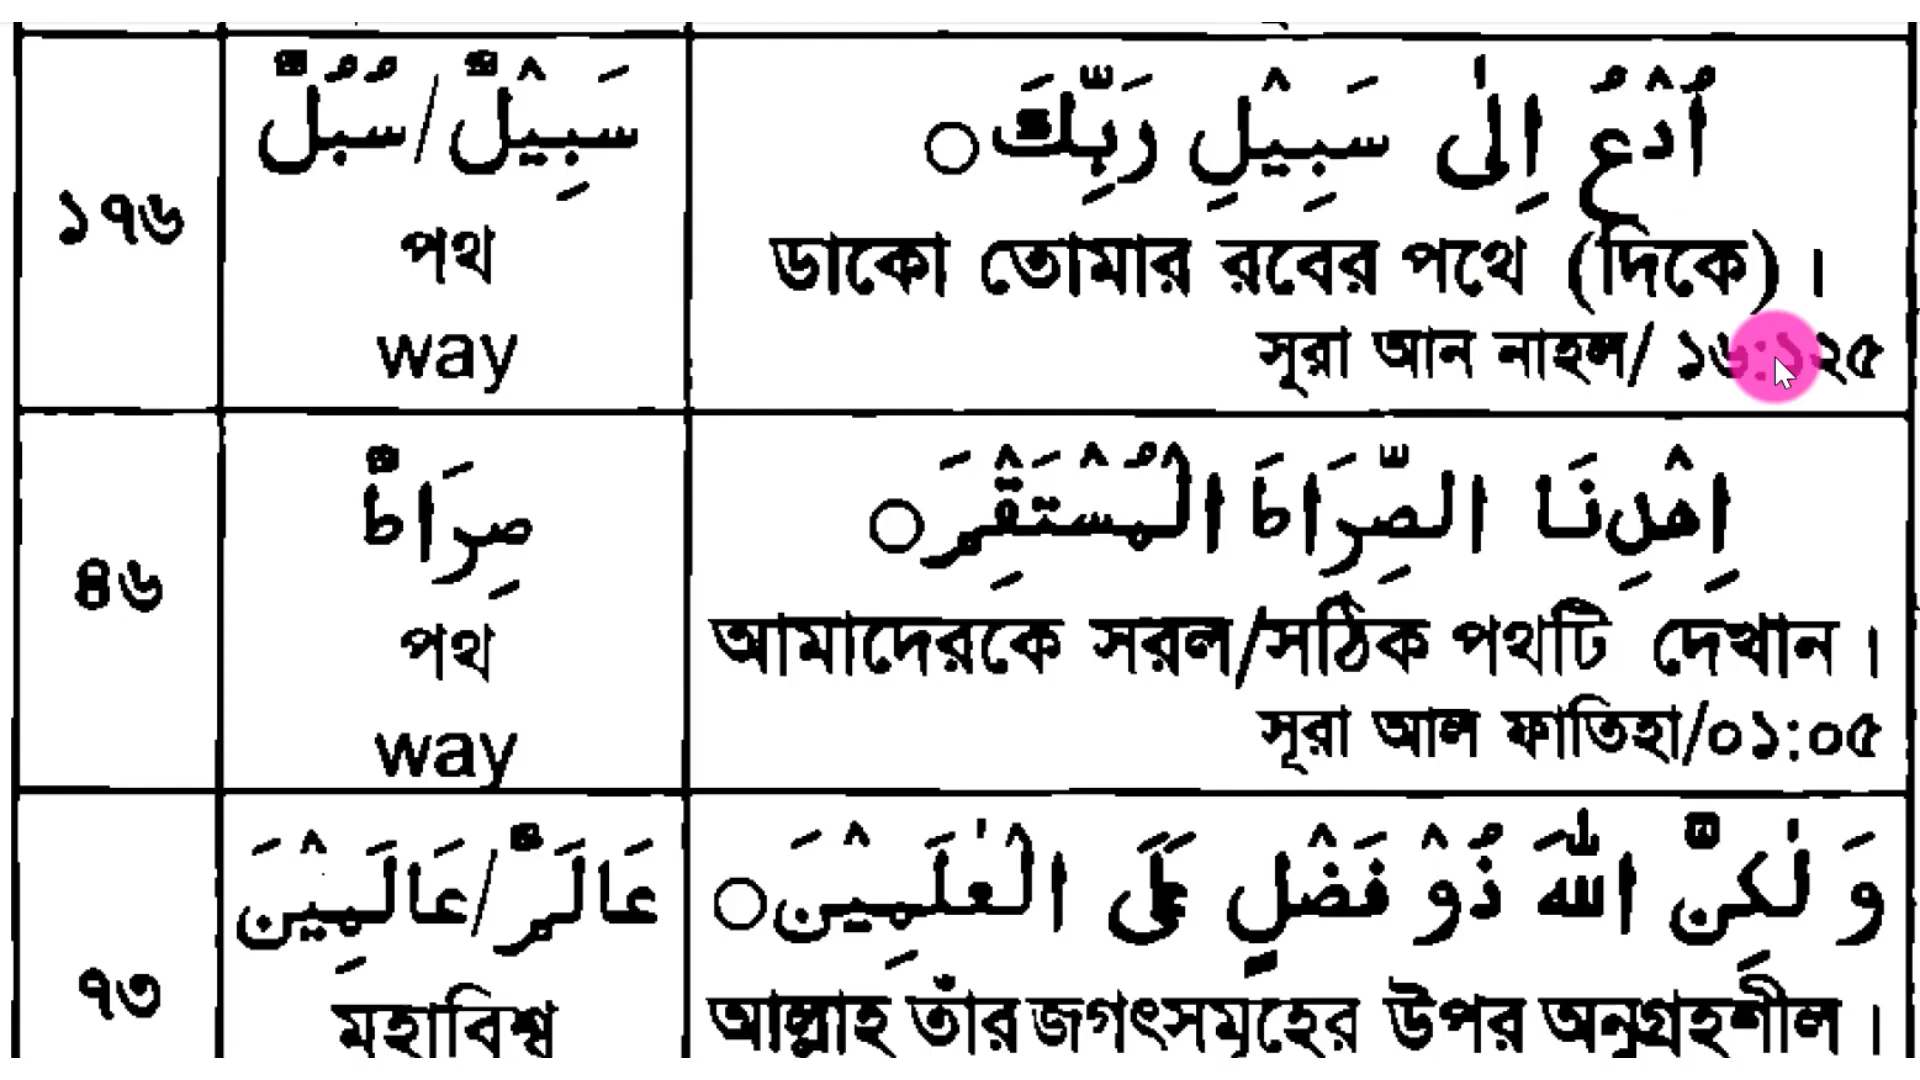 ১৭৬
سَبِيْلٌ/سُبُلٌ
পথ
way
اُدْعُ اِلٰى سَبِيْلِ رَبِّكَ
ডাকো তোমার রবের পথে (দিকে)।
সূরা আন নাহল/ ১৬:১২৫
৪৬
صِرَاطٌ
পথ
way
اِهْدِنَا الصِّرَاطَ الْمُسْتَقِيْمَ
আমাদেরকে সরল/সঠিক পথটি দেখান।
সূরা আল ফাতিহা/০১:০৫
৭৩
عَالَمٌ/عَالَمِيْنَ
মহাবিশ্ব
وَ لٰكِنَّ اللّٰهَ ذُوْ فَضْلٍ عَلَى الْعٰلَمِيْنَ
আল্লাহ তাঁর জগৎসমূহের উপর অনুগ্রহশীল।